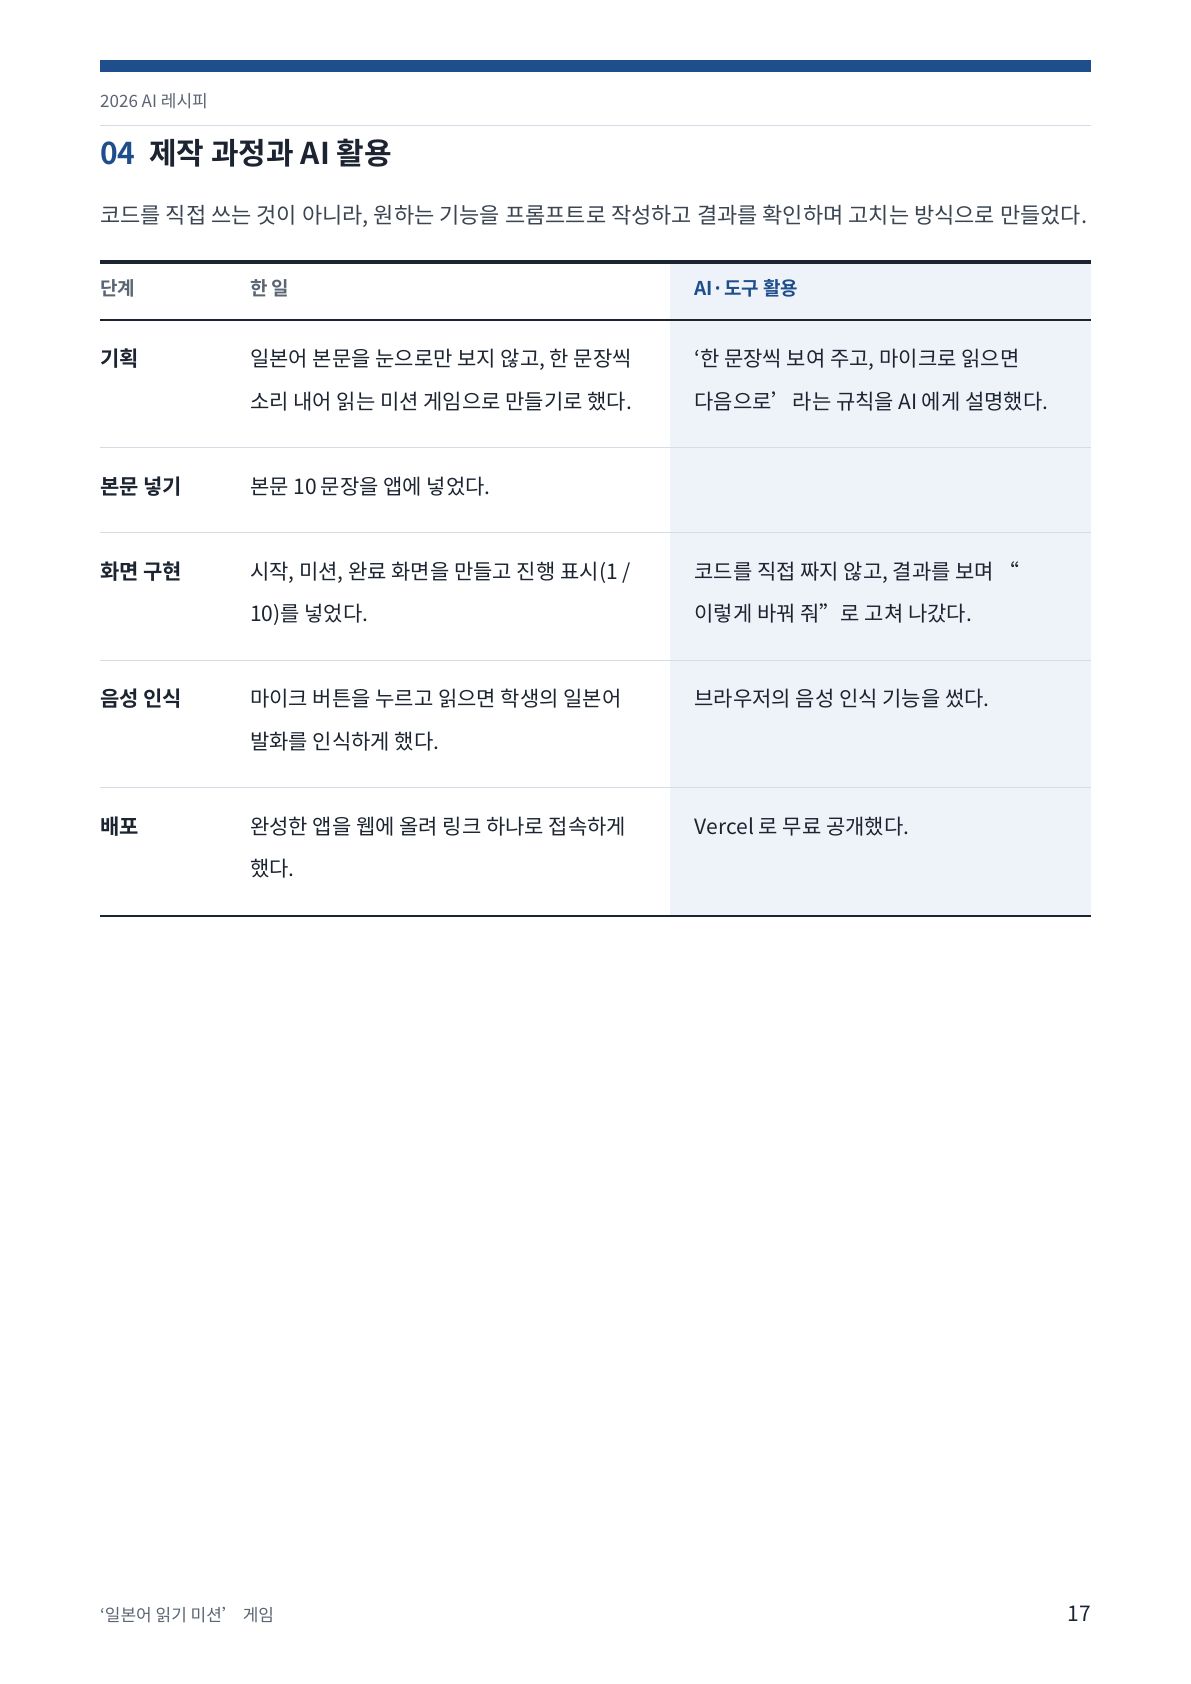 2026 AI 레시피
04 제작 과정과 AI 활용
코드를 직접 쓰는 것이 아니라, 원하는 기능을 프롬프트로 작성하고 결과를 확인하며 고치는 방식으로 만들었다.
단계 한 일 AI·도구 활용
기획
일본어 본문을 눈으로만 보지 않고, 한 문장씩
소리 내어 읽는 미션 게임으로 만들기로 했다.
‘한 문장씩 보여 주고, 마이크로 읽으면
다음으로’ 라는 규칙을 AI에게 설명했다.
본문 넣기
본문 10문장을 앱에 넣었다.
화면 구현
시작, 미션, 완료 화면을 만들고 진행 표시(1 /
10)를 넣었다.
코드를 직접 짜지 않고, 결과를 보며 “
이렇게 바꿔 줘” 로 고쳐 나갔다.
음성 인식
마이크 버튼을 누르고 읽으면 학생의 일본어
발화를 인식하게 했다.
브라우저의 음성 인식 기능을 썼다.
배포
완성한 앱을 웹에 올려 링크 하나로 접속하게
했다.
Vercel로 무료 공개했다.
‘일본어 읽기 미션’ 게임
17